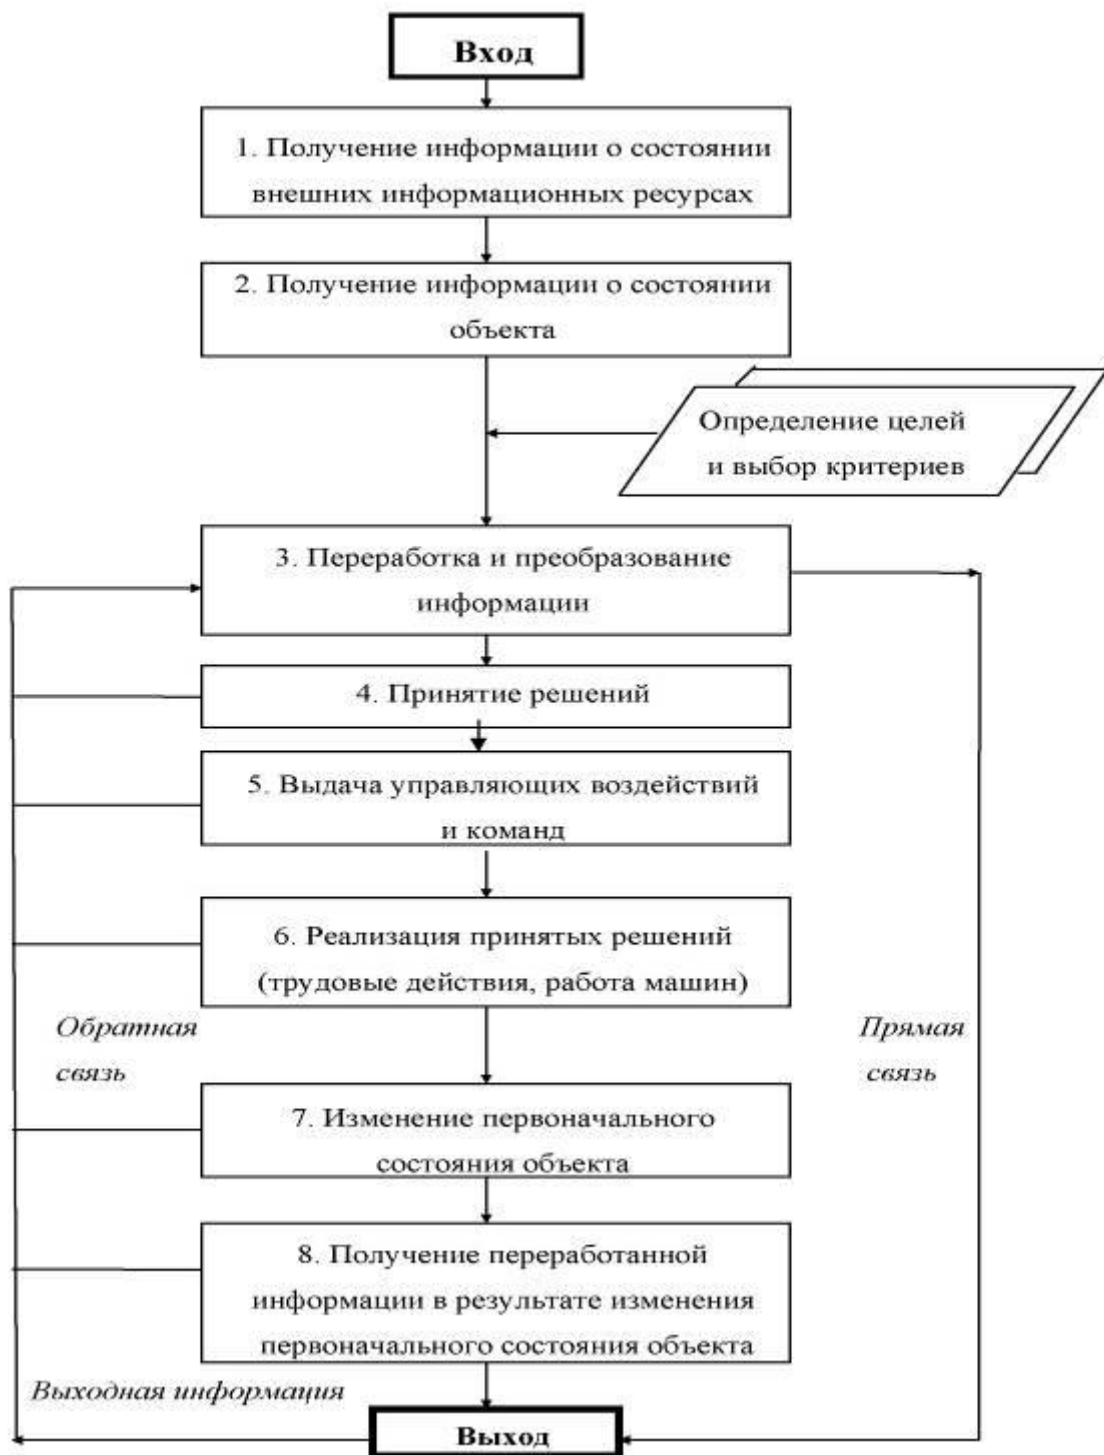 Вход
1. Получение информации о состоянии
внешних информационных ресурсах
2. Получение информации о состоянии
объекта
Определение целей
и выбор критериев
3. Переработка и преобразование
информации
4. Принятие решений
5. Выдача управляющих воздействий
и команд
6. Реализация принятых решений
(трудовые действия, работа машин)
Обратная
связь
Прямая
связь
7. Изменение первоначального
состояния объекта
8. Получение переработанной
информации в результате изменения
первоначального состояния объекта
Выходная информация
Выход